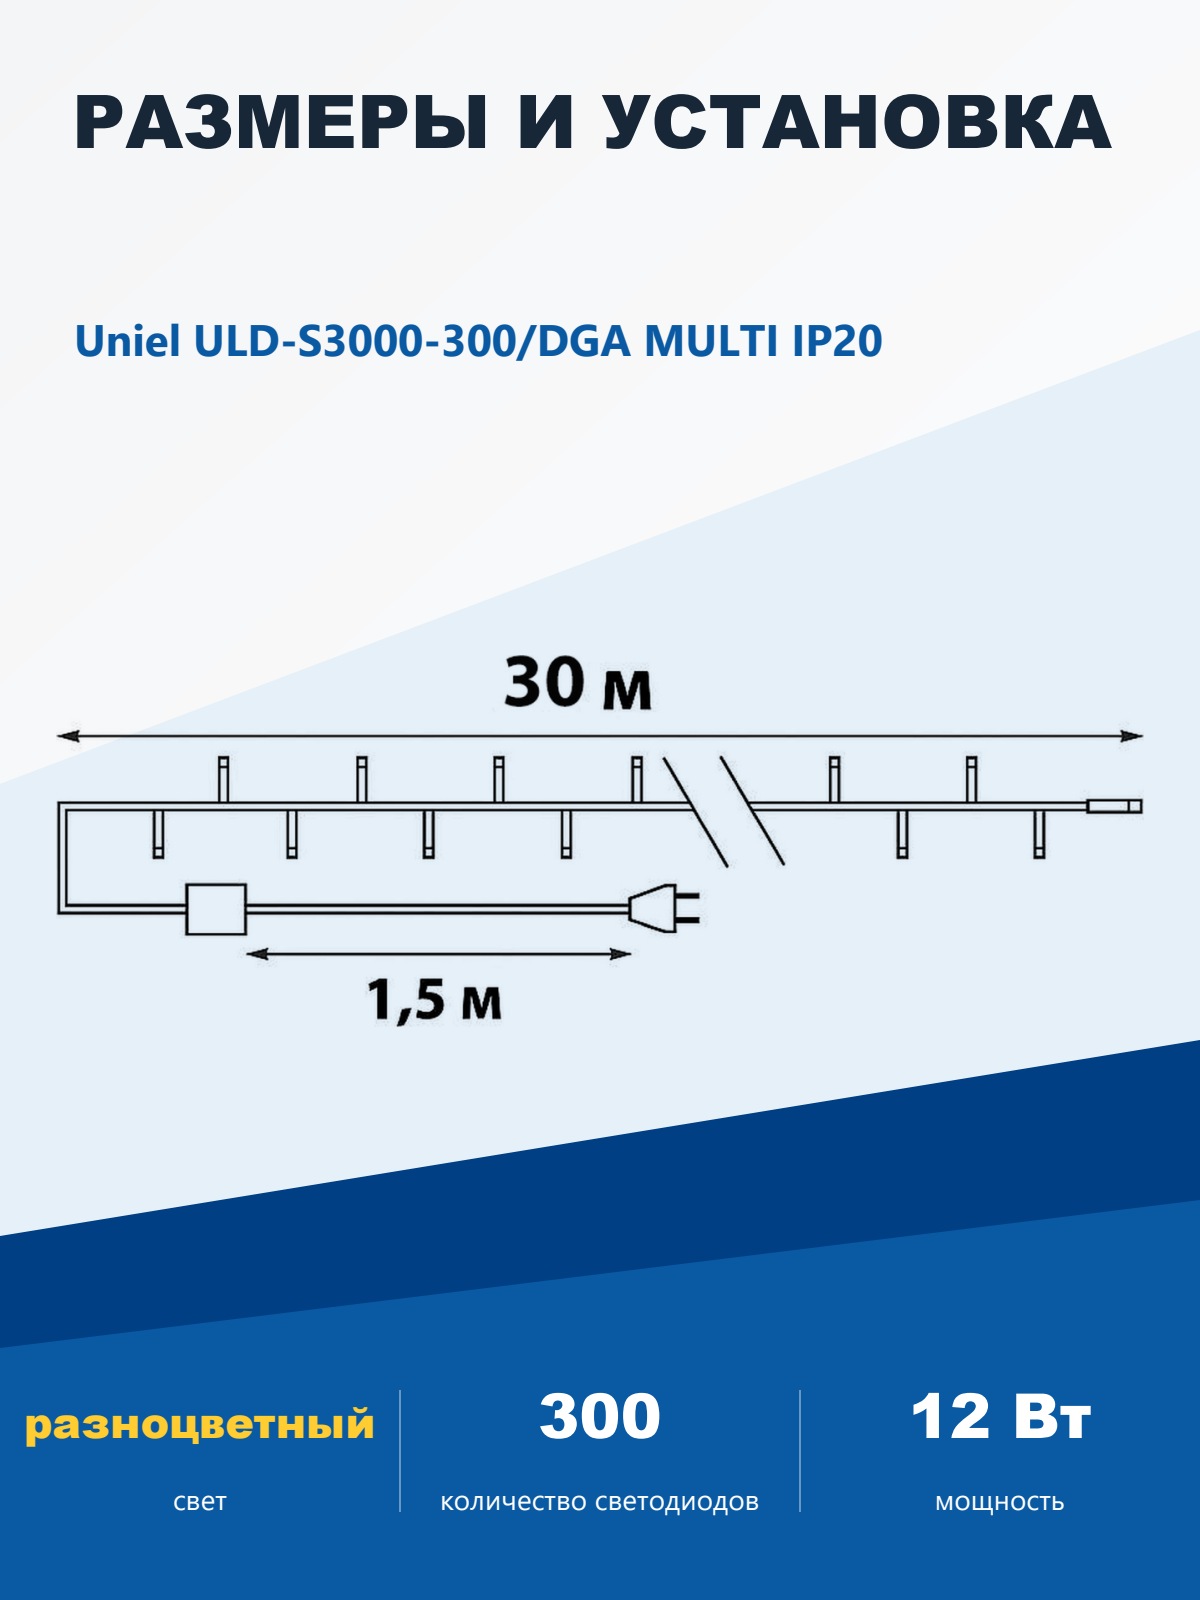 РАЗМЕРЫ И УСТАНОВКА
Uniel ULD-S3000-300/DGA MULTI IP20
30 м
1,5 м
разноцветный
свет
300
количество светодиодов
12 Вт
мощность